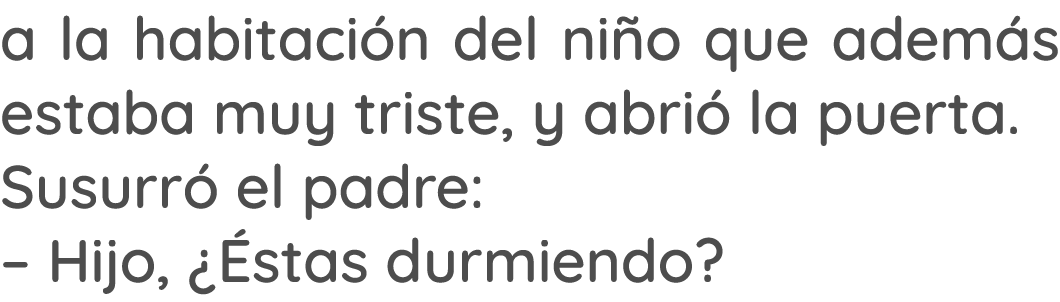 a la habitación del niño que además
estaba muy triste, y abrió la puerta.
Susurró el padre:
– Hijo, ¿Éstas durmiendo?